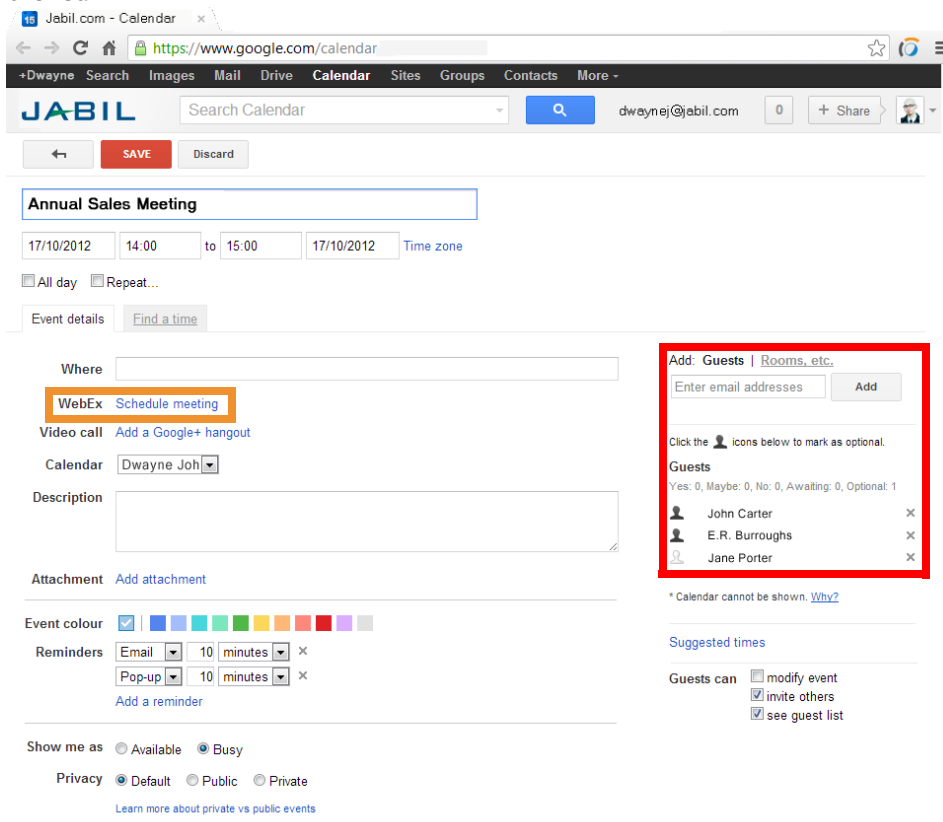 Jabil.com - Calendar ×
https://www.google.com/calendar
+Dwayne Search Images Mail Drive Calendar Sites Groups Contacts More
JABIL Search Calendar dwaynej@jabil.com 0 + Share
SAVE Discard
Annual Sales Meeting
17/10/2012 14:00 to 15:00 17/10/2012 Time zone
All day Repeat...
Event details Find a time
Where
WebEx Schedule meeting
Video call Add a Google+ hangout
Calendar Dwayne Joh
Description
Attachment Add attachment
Event colour
Reminders Email 10 minutes ×
Pop-up 10 minutes ×
Add a reminder
Show me as Available Busy
Privacy Default Public Private
Learn more about private vs public events
Add: Guests | Rooms, etc.
Enter email addresses Add
Click the icons below to mark as optional.
Guests
Yes: 0, Maybe: 0, No: 0, Awaiting: 0, Optional: 1
John Carter ×
E.R. Burroughs ×
Jane Porter ×
* Calendar cannot be shown. Why?
Suggested times
Guests can modify event
invite others
see guest list